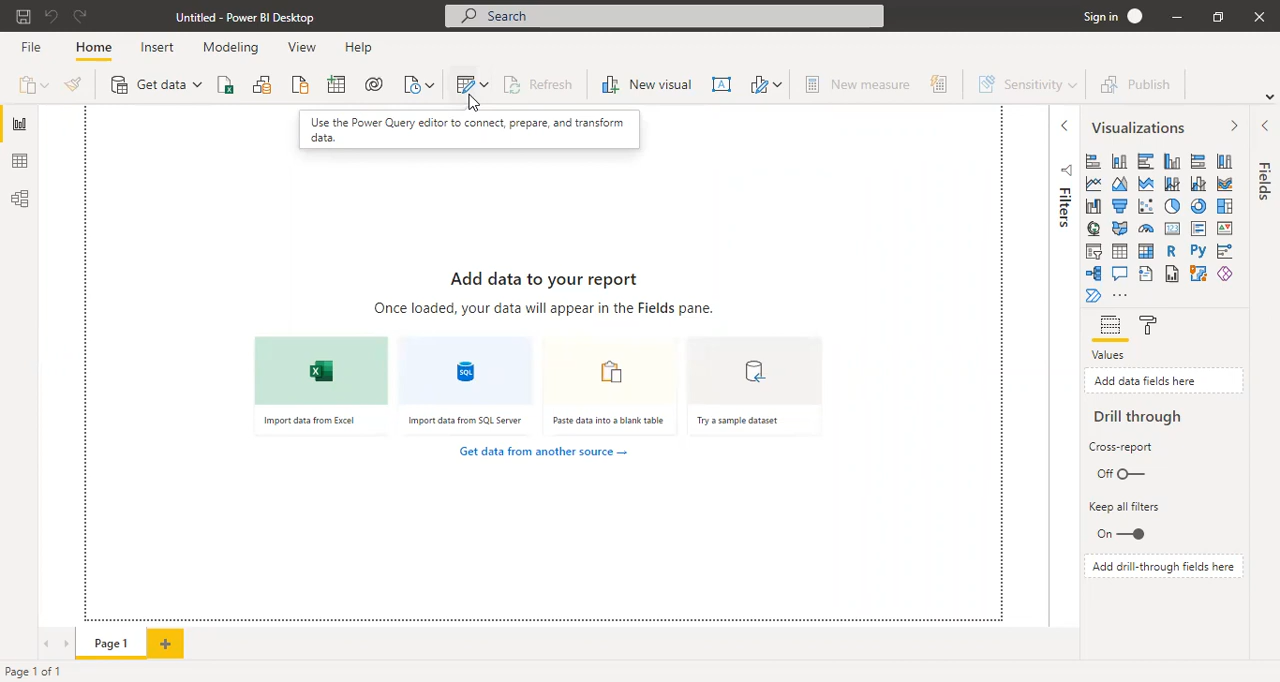 Untitled - Power BI Desktop
Search
Sign in
File Home Insert Modeling View Help
Get data
Refresh
New visual
A
New measure
Sensitivity
Publish
Use the Power Query editor to connect, prepare, and transform
data.
Add data to your report
Once loaded, your data will appear in the Fields pane.
X
SQL
Import data from Excel
Import data from SQL Server
Paste data into a blank table
Try a sample dataset
Get data from another source →
Filters
Visualizations
123
R
Py
...
Values
Add data fields here
Drill through
Cross-report
Off
Keep all filters
On
Add drill-through fields here
Fields
Page 1
+
Page 1 of 1